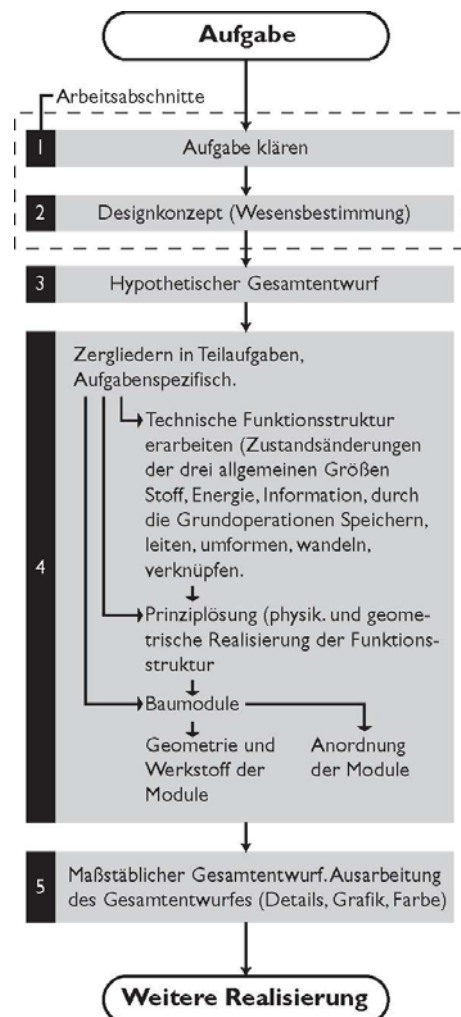 Aufgabe
Arbeitsabschnitte
1 Aufgabe klären
2 Designkonzept (Wesensbestimmung)
3 Hypothetischer Gesamtentwurf
4
Zergliedern in Teilaufgaben,
Aufgabenspezifisch.
Technische Funktionsstruktur
erarbeiten (Zustandsänderungen
der drei allgemeinen Größen
Stoff, Energie, Information, durch
die Grundoperationen Speichern,
leiten, umformen, wandeln,
verknüpfen.
Prinziplösung (physik. und geome-
trische Realisierung der Funktions-
struktur
Baumodule
Geometrie und
Werkstoff der
Module
Anordnung
der Module
5
Maßstäblicher Gesamtentwurf. Ausarbeitung
des Gesamtentwurfes (Details, Grafik, Farbe)
Weitere Realisierung